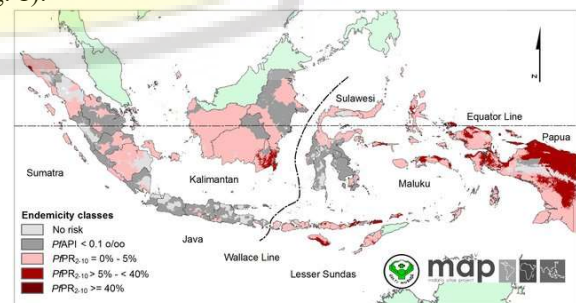 g. 3).
Sulawesi
Equator Line
Papua
Sumatra
Kalimantan
Maluku
Endemicity classes
No risk
PfAPI < 0.1 o/oo
PfPR2-10 = 0% - 5%
PfPR2-10 > 5% - < 40%
PfPR2-10 >= 40%
Java
Wallace Line
Lesser Sundas
N
map